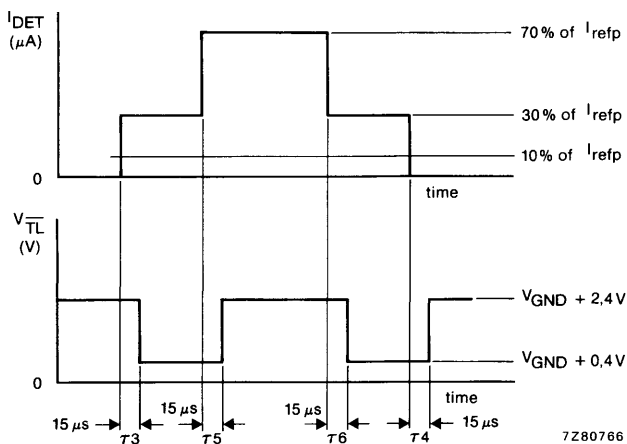 I_DET
(μA)
70% of I_refp
30% of I_refp
10% of I_refp
0
time
V_T̅L̅
(V)
V_GND + 2,4 V
V_GND + 0,4 V
0
time
15 μs 15 μs 15 μs 15 μs
τ3 τ5 τ6 τ4
7Z80766